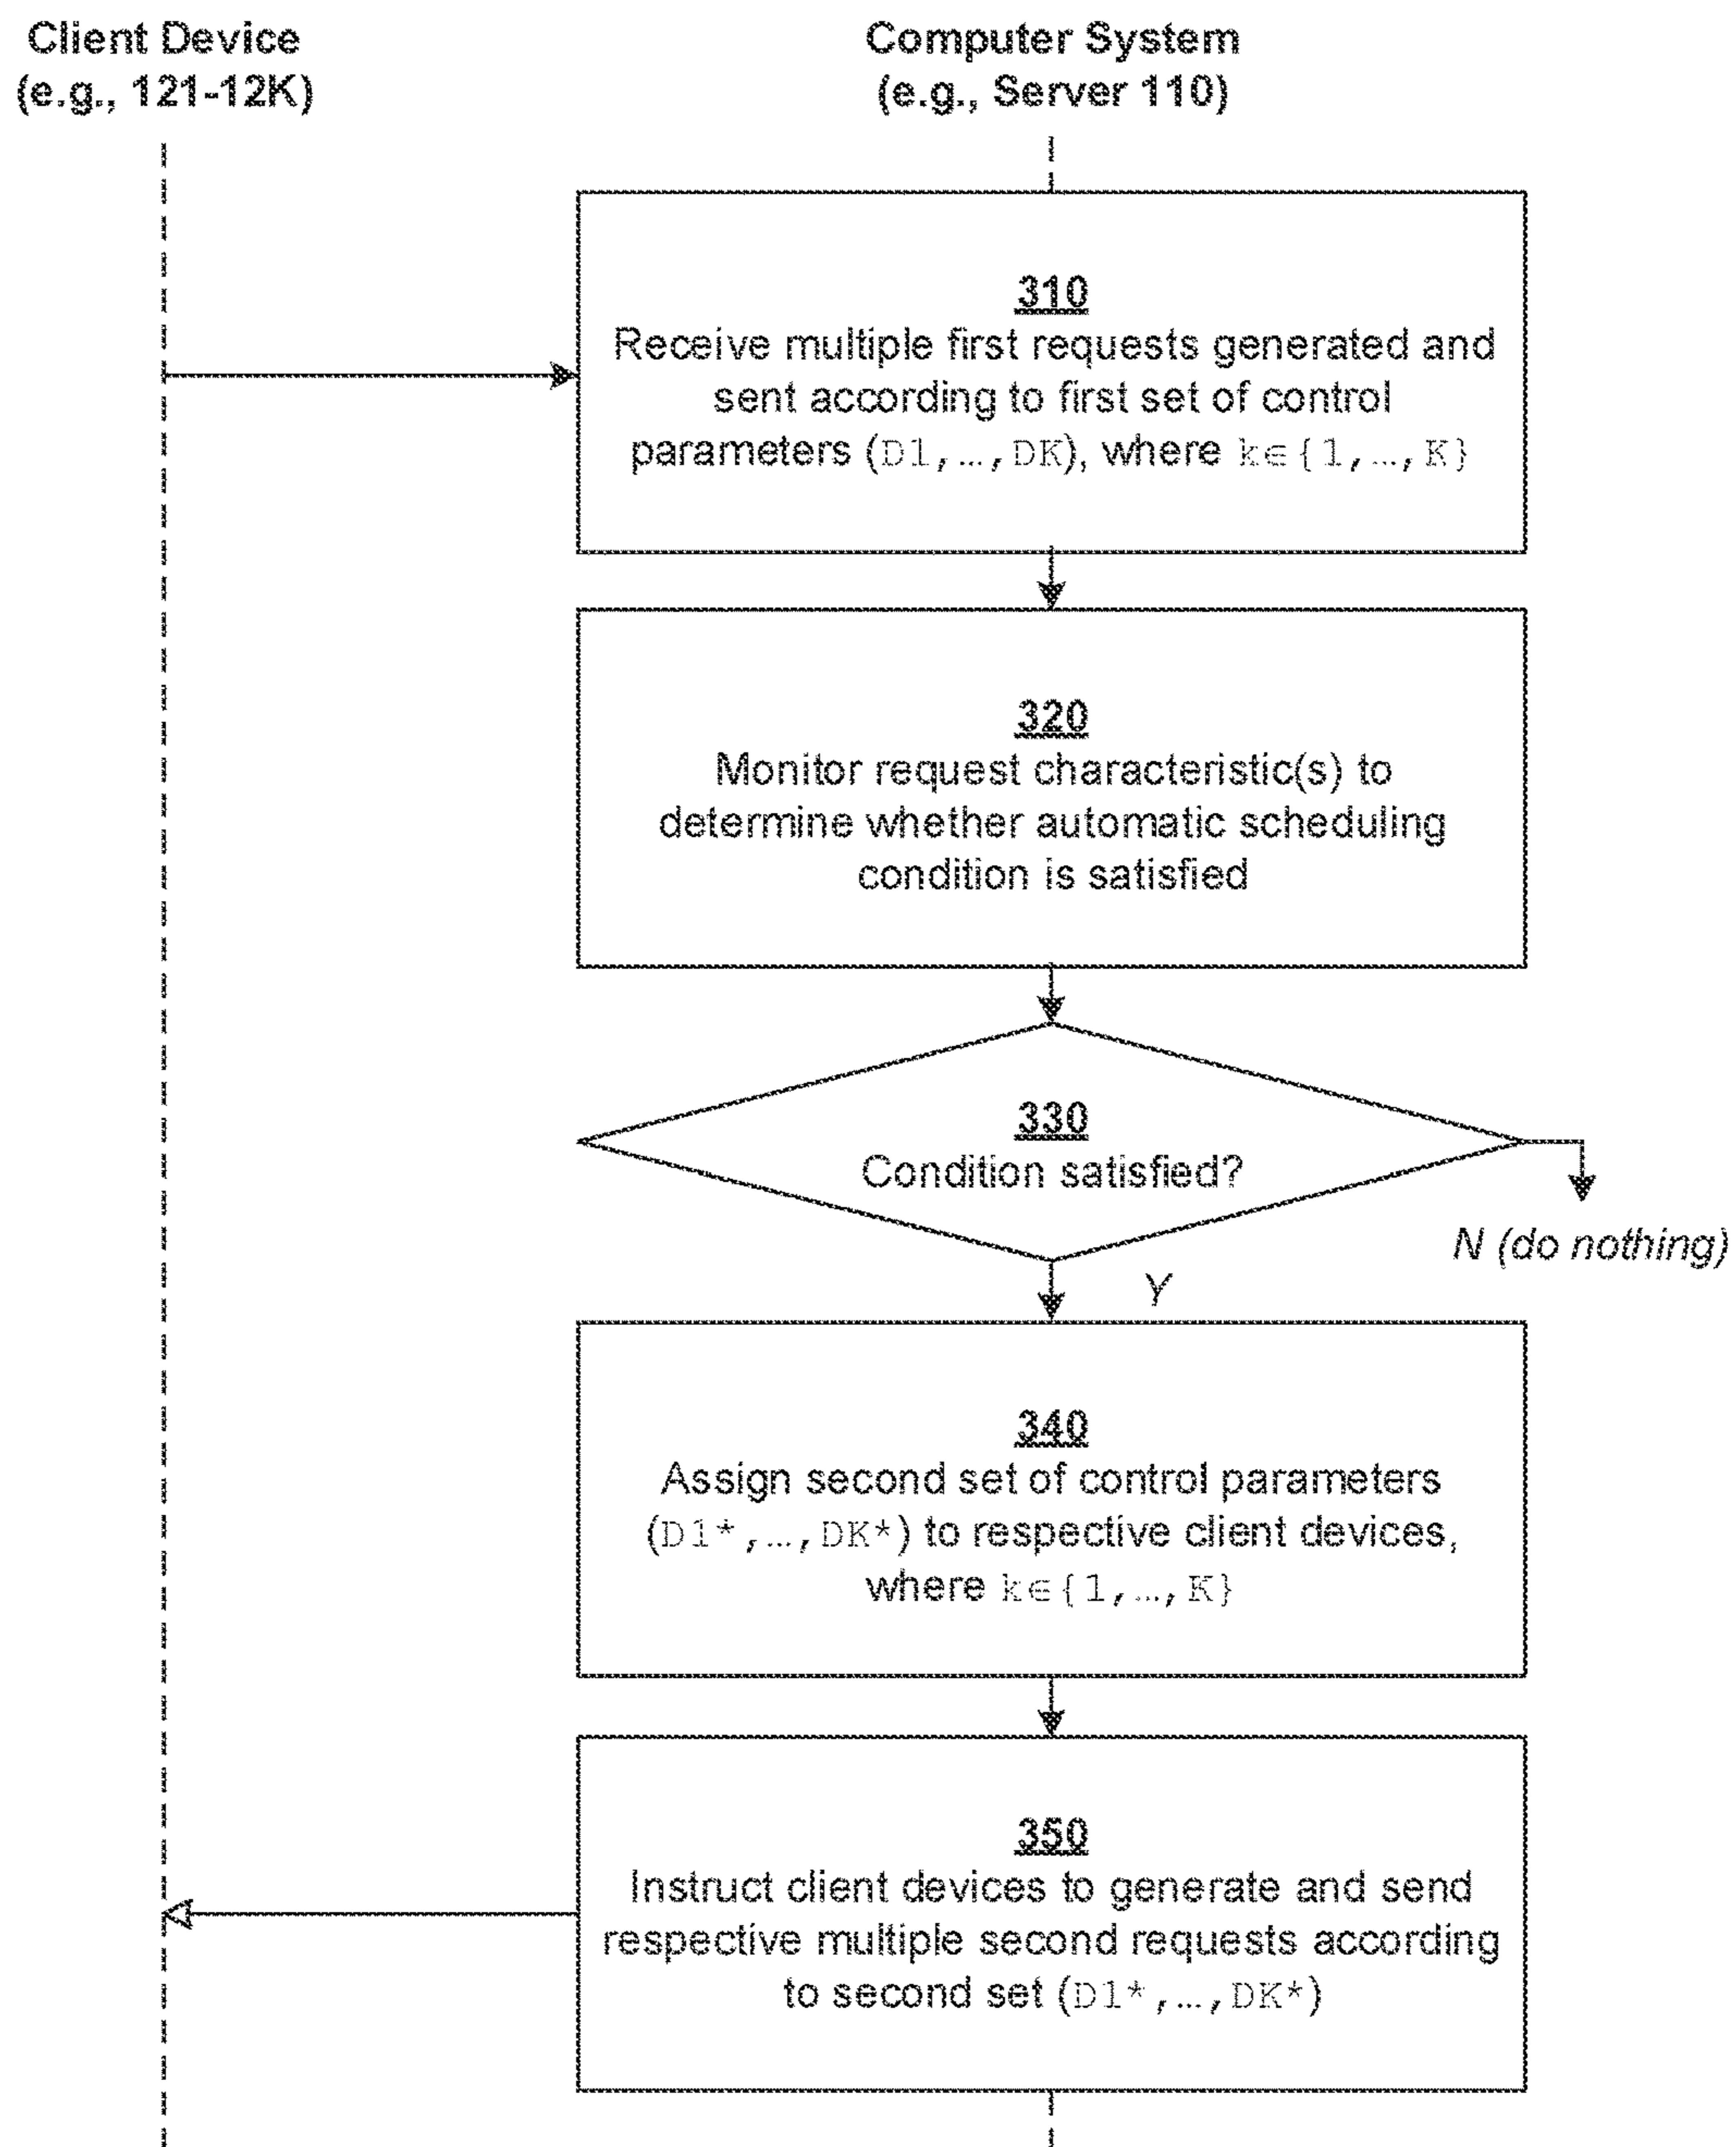 Client Device
(e.g., 121-12K)
Computer System
(e.g., Server 110)
310
Receive multiple first requests generated and
sent according to first set of control
parameters (D1,…,DK), where k∈{1,…,K}
320
Monitor request characteristic(s) to
determine whether automatic scheduling
condition is satisfied
330
Condition satisfied?
N (do nothing)
Y
340
Assign second set of control parameters
(D1*,…,DK*) to respective client devices,
where k∈{1,…,K}
350
Instruct client devices to generate and send
respective multiple second requests according
to second set (D1*,…,DK*)